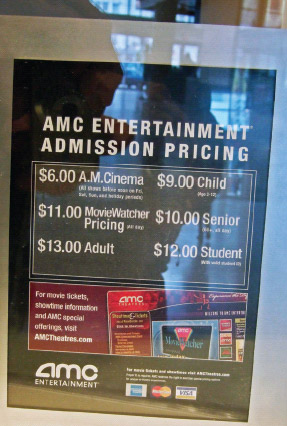 AMC ENTERTAINMENT
ADMISSION PRICING
$6.00 A.M.Cinema
(All shows before noon on Fri,
Sat, Sun, and holiday periods)
$9.00 Child
(Age 2-12)
$11.00 MovieWatcher
Pricing (All day)
$10.00 Senior
(60+, all day)
$13.00 Adult
$12.00 Student
(With valid student ID)
For movie tickets,
showtime information
and AMC special
offerings, visit
AMCTheatres.com
amc
THEATRES
MovieWatcher
amc
ENTERTAINMENT
For movie tickets and showtimes visit AMCTheatres.com
VISA